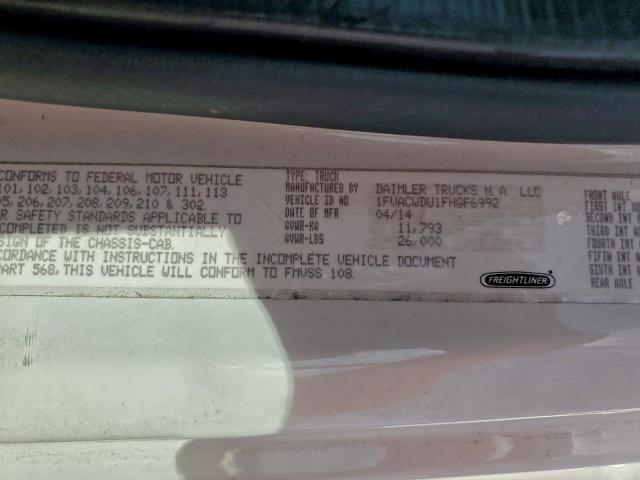 CONFORMS TO FEDERAL MOTOR VEHICLE
101, 102, 103, 104, 106, 107, 111, 113
05, 206, 207, 208, 209, 210 & 302.
R SAFETY STANDARDS APPLICABLE
COMPLETED IS NOT SUBSTANTIALLY
SIGN OF THE CHASSIS-CAB.
CORDANCE WITH INSTRUCTIONS IN THE INCOMPLETE VEHICLE DOCUMENT
PART 568, THIS VEHICLE WILL CONFORM TO FMVSS 108.
TYPE: TRUCK
MANUFACTURED BY DAIMLER TRUCKS N.A. LLC
VEHICLE ID NO 1FVACWDU1FHGF6992
DATE OF MFR 04/14
GVWR-KG 11,793
GVWR-LBS 26,000
FREIGHTLINER
FRONT AXLE
FIRST INT
SECOND INT
THIRD INT
FOURTH INT
FIFTH INT
SIXTH INT
REAR AXLE